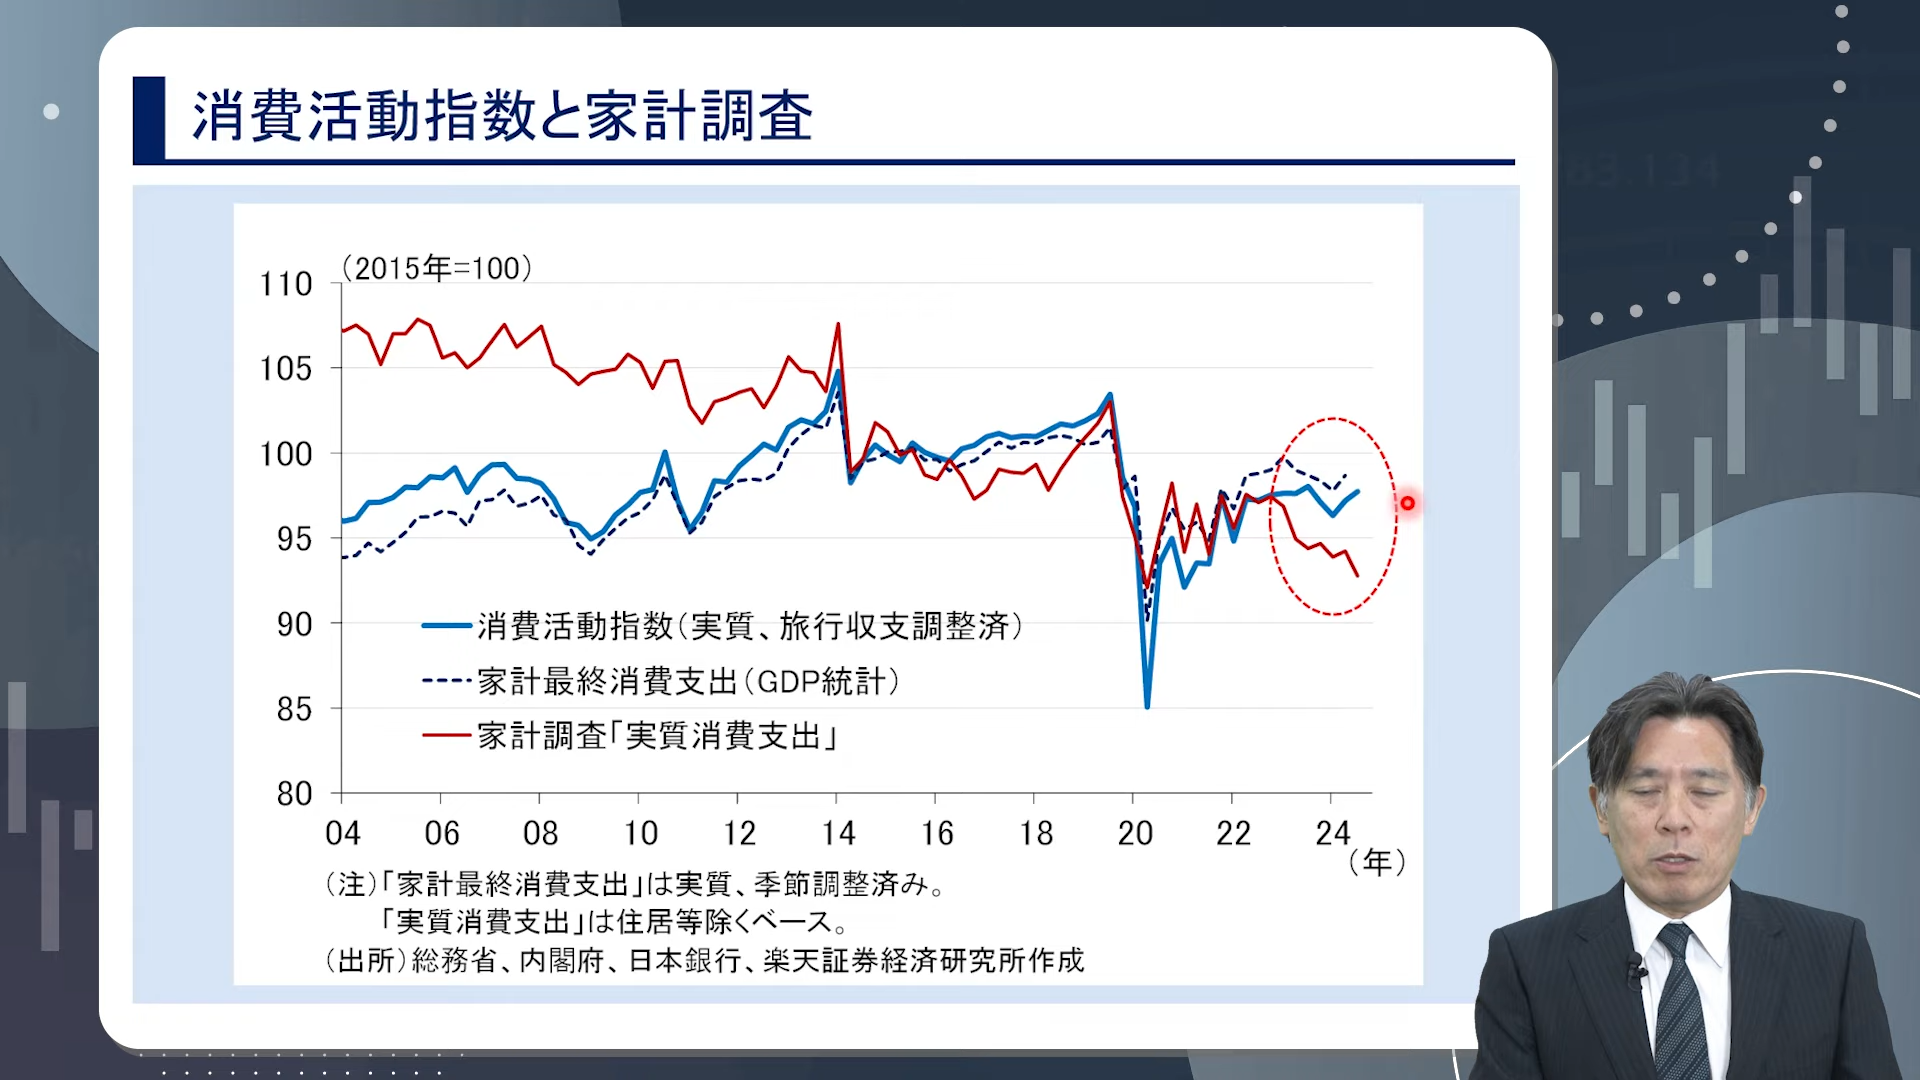 消費活動指数と家計調査
（2015年=100）
110
105
100
95
90
85
80
消費活動指数（実質、旅行収支調整済）
家計最終消費支出（GDP統計）
家計調査「実質消費支出」
04 06 08 10 12 14 16 18 20 22 24
（年）
（注）「家計最終消費支出」は実質、季節調整済み。
「実質消費支出」は住居等除くベース。
（出所）総務省、内閣府、日本銀行、楽天証券経済研究所作成